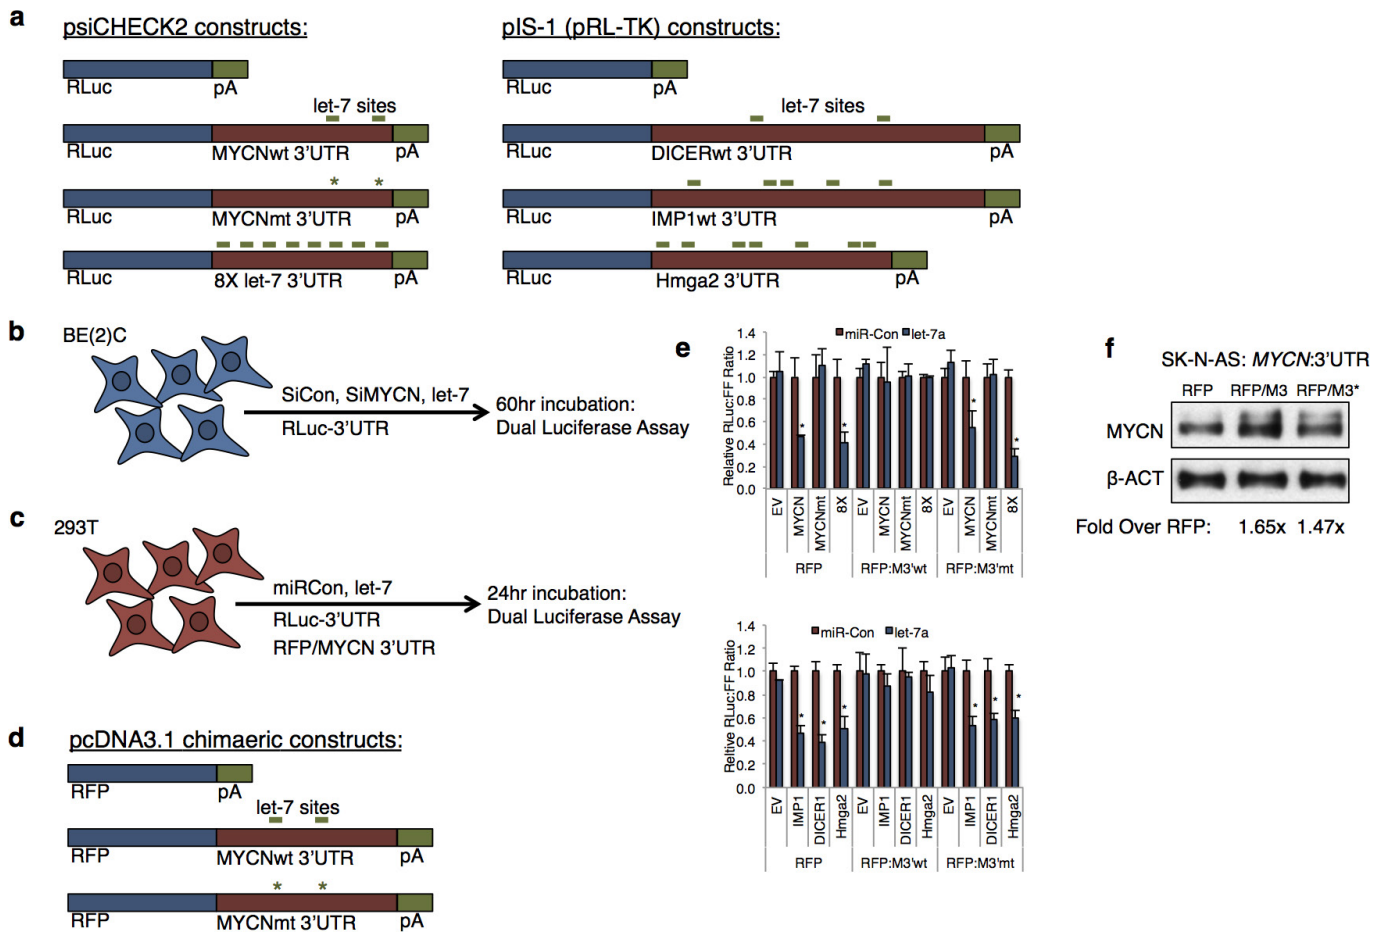 a
psiCHECK2 constructs:
RLuc
pA
let-7 sites
RLuc
MYCNwt 3'UTR
pA
*
*
RLuc
MYCNmt 3'UTR
pA
RLuc
8X let-7 3'UTR
pA
pIS-1 (pRL-TK) constructs:
RLuc
pA
let-7 sites
RLuc
DICERwt 3'UTR
pA
RLuc
IMP1wt 3'UTR
pA
RLuc
Hmga2 3'UTR
pA
b
BE(2)C
SiCon, SiMYCN, let-7
RLuc-3'UTR
60hr incubation:
Dual Luciferase Assay
c
293T
miRCon, let-7
RLuc-3'UTR
RFP/MYCN 3'UTR
24hr incubation:
Dual Luciferase Assay
d
pcDNA3.1 chimaeric constructs:
RFP
pA
let-7 sites
RFP
MYCNwt 3'UTR
pA
*
*
RFP
MYCNmt 3'UTR
pA
e
miR-Con let-7a
Relative RLuc:FF Ratio
1.4
1.2
1.0
0.8
0.6
0.4
0.2
0.0
* * * *
EV MYCN MYCNmt 8X EV MYCN MYCNmt 8X EV MYCN MYCNmt 8X
RFP RFP:M3'wt RFP:M3'mt
miR-Con let-7a
Reltive RLuc:FF Ratio
1.4
1.2
1.0
0.8
0.6
0.4
0.2
0.0
* * * * * *
EV IMP1 DICER1 Hmga2 EV IMP1 DICER1 Hmga2 EV IMP1 DICER1 Hmga2
RFP RFP:M3'wt RFP:M3'mt
f
SK-N-AS: MYCN:3'UTR
RFP RFP/M3 RFP/M3*
MYCN
β-ACT
Fold Over RFP: 1.65x 1.47x